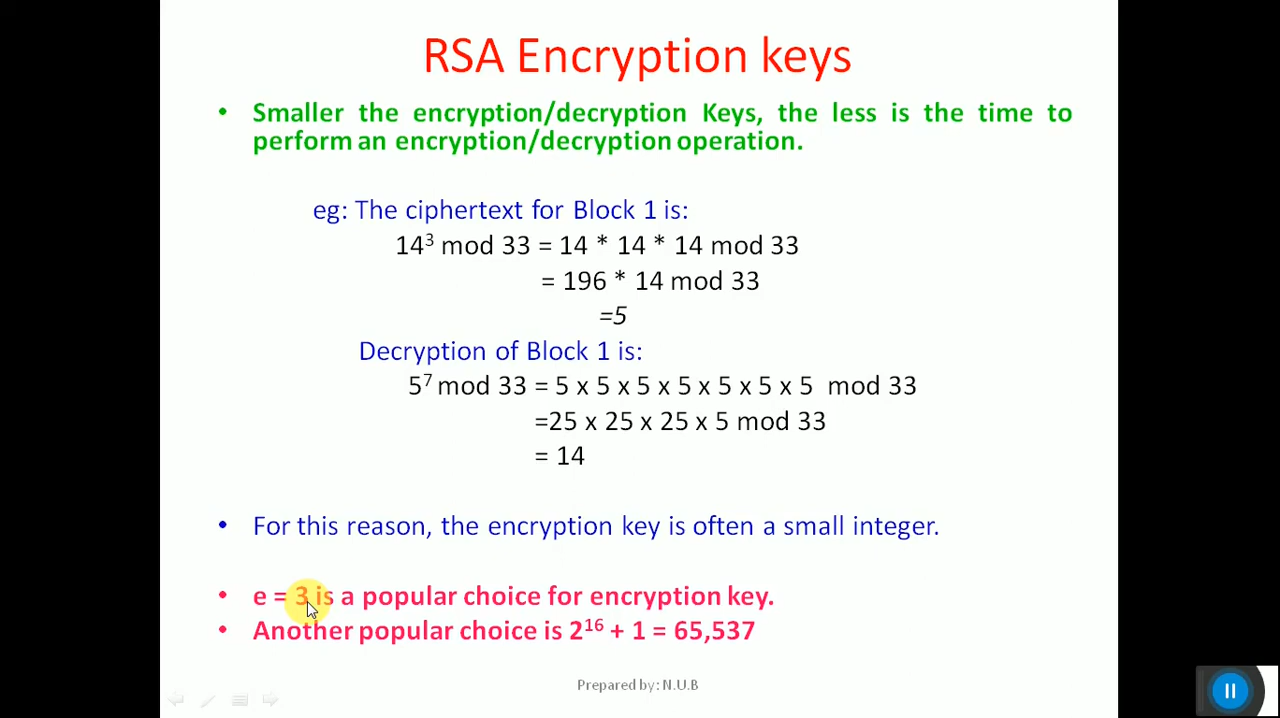 RSA Encryption keys
• Smaller the encryption/decryption Keys, the less is the time to
perform an encryption/decryption operation.
eg: The ciphertext for Block 1 is:
14³ mod 33 = 14 * 14 * 14 mod 33
= 196 * 14 mod 33
=5
Decryption of Block 1 is:
5⁷ mod 33 = 5 x 5 x 5 x 5 x 5 x 5 x 5 mod 33
=25 x 25 x 25 x 5 mod 33
= 14
• For this reason, the encryption key is often a small integer.
• e = 3 is a popular choice for encryption key.
• Another popular choice is 2¹⁶ + 1 = 65,537
Prepared by: N.U.B